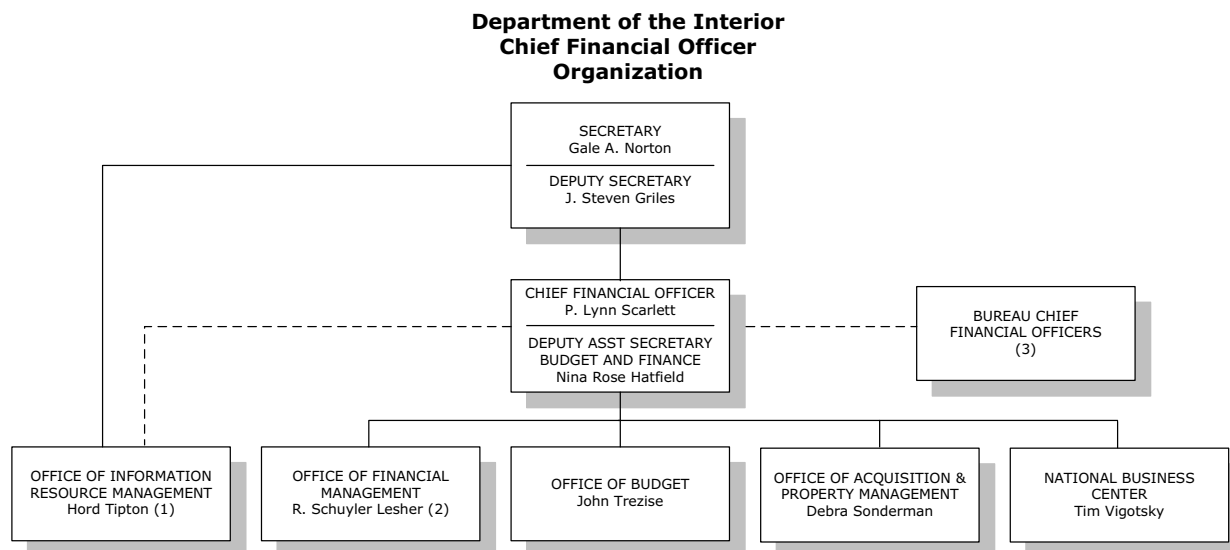 Department of the Interior
Chief Financial Officer
Organization
SECRETARY
Gale A. Norton
DEPUTY SECRETARY
J. Steven Griles
CHIEF FINANCIAL OFFICER
P. Lynn Scarlett
DEPUTY ASST SECRETARY
BUDGET AND FINANCE
Nina Rose Hatfield
BUREAU CHIEF
FINANCIAL OFFICERS
(3)
OFFICE OF INFORMATION
RESOURCE MANAGEMENT
Hord Tipton (1)
OFFICE OF FINANCIAL
MANAGEMENT
R. Schuyler Lesher (2)
OFFICE OF BUDGET
John Trezise
OFFICE OF ACQUISITION &
PROPERTY MANAGEMENT
Debra Sonderman
NATIONAL BUSINESS
CENTER
Tim Vigotsky